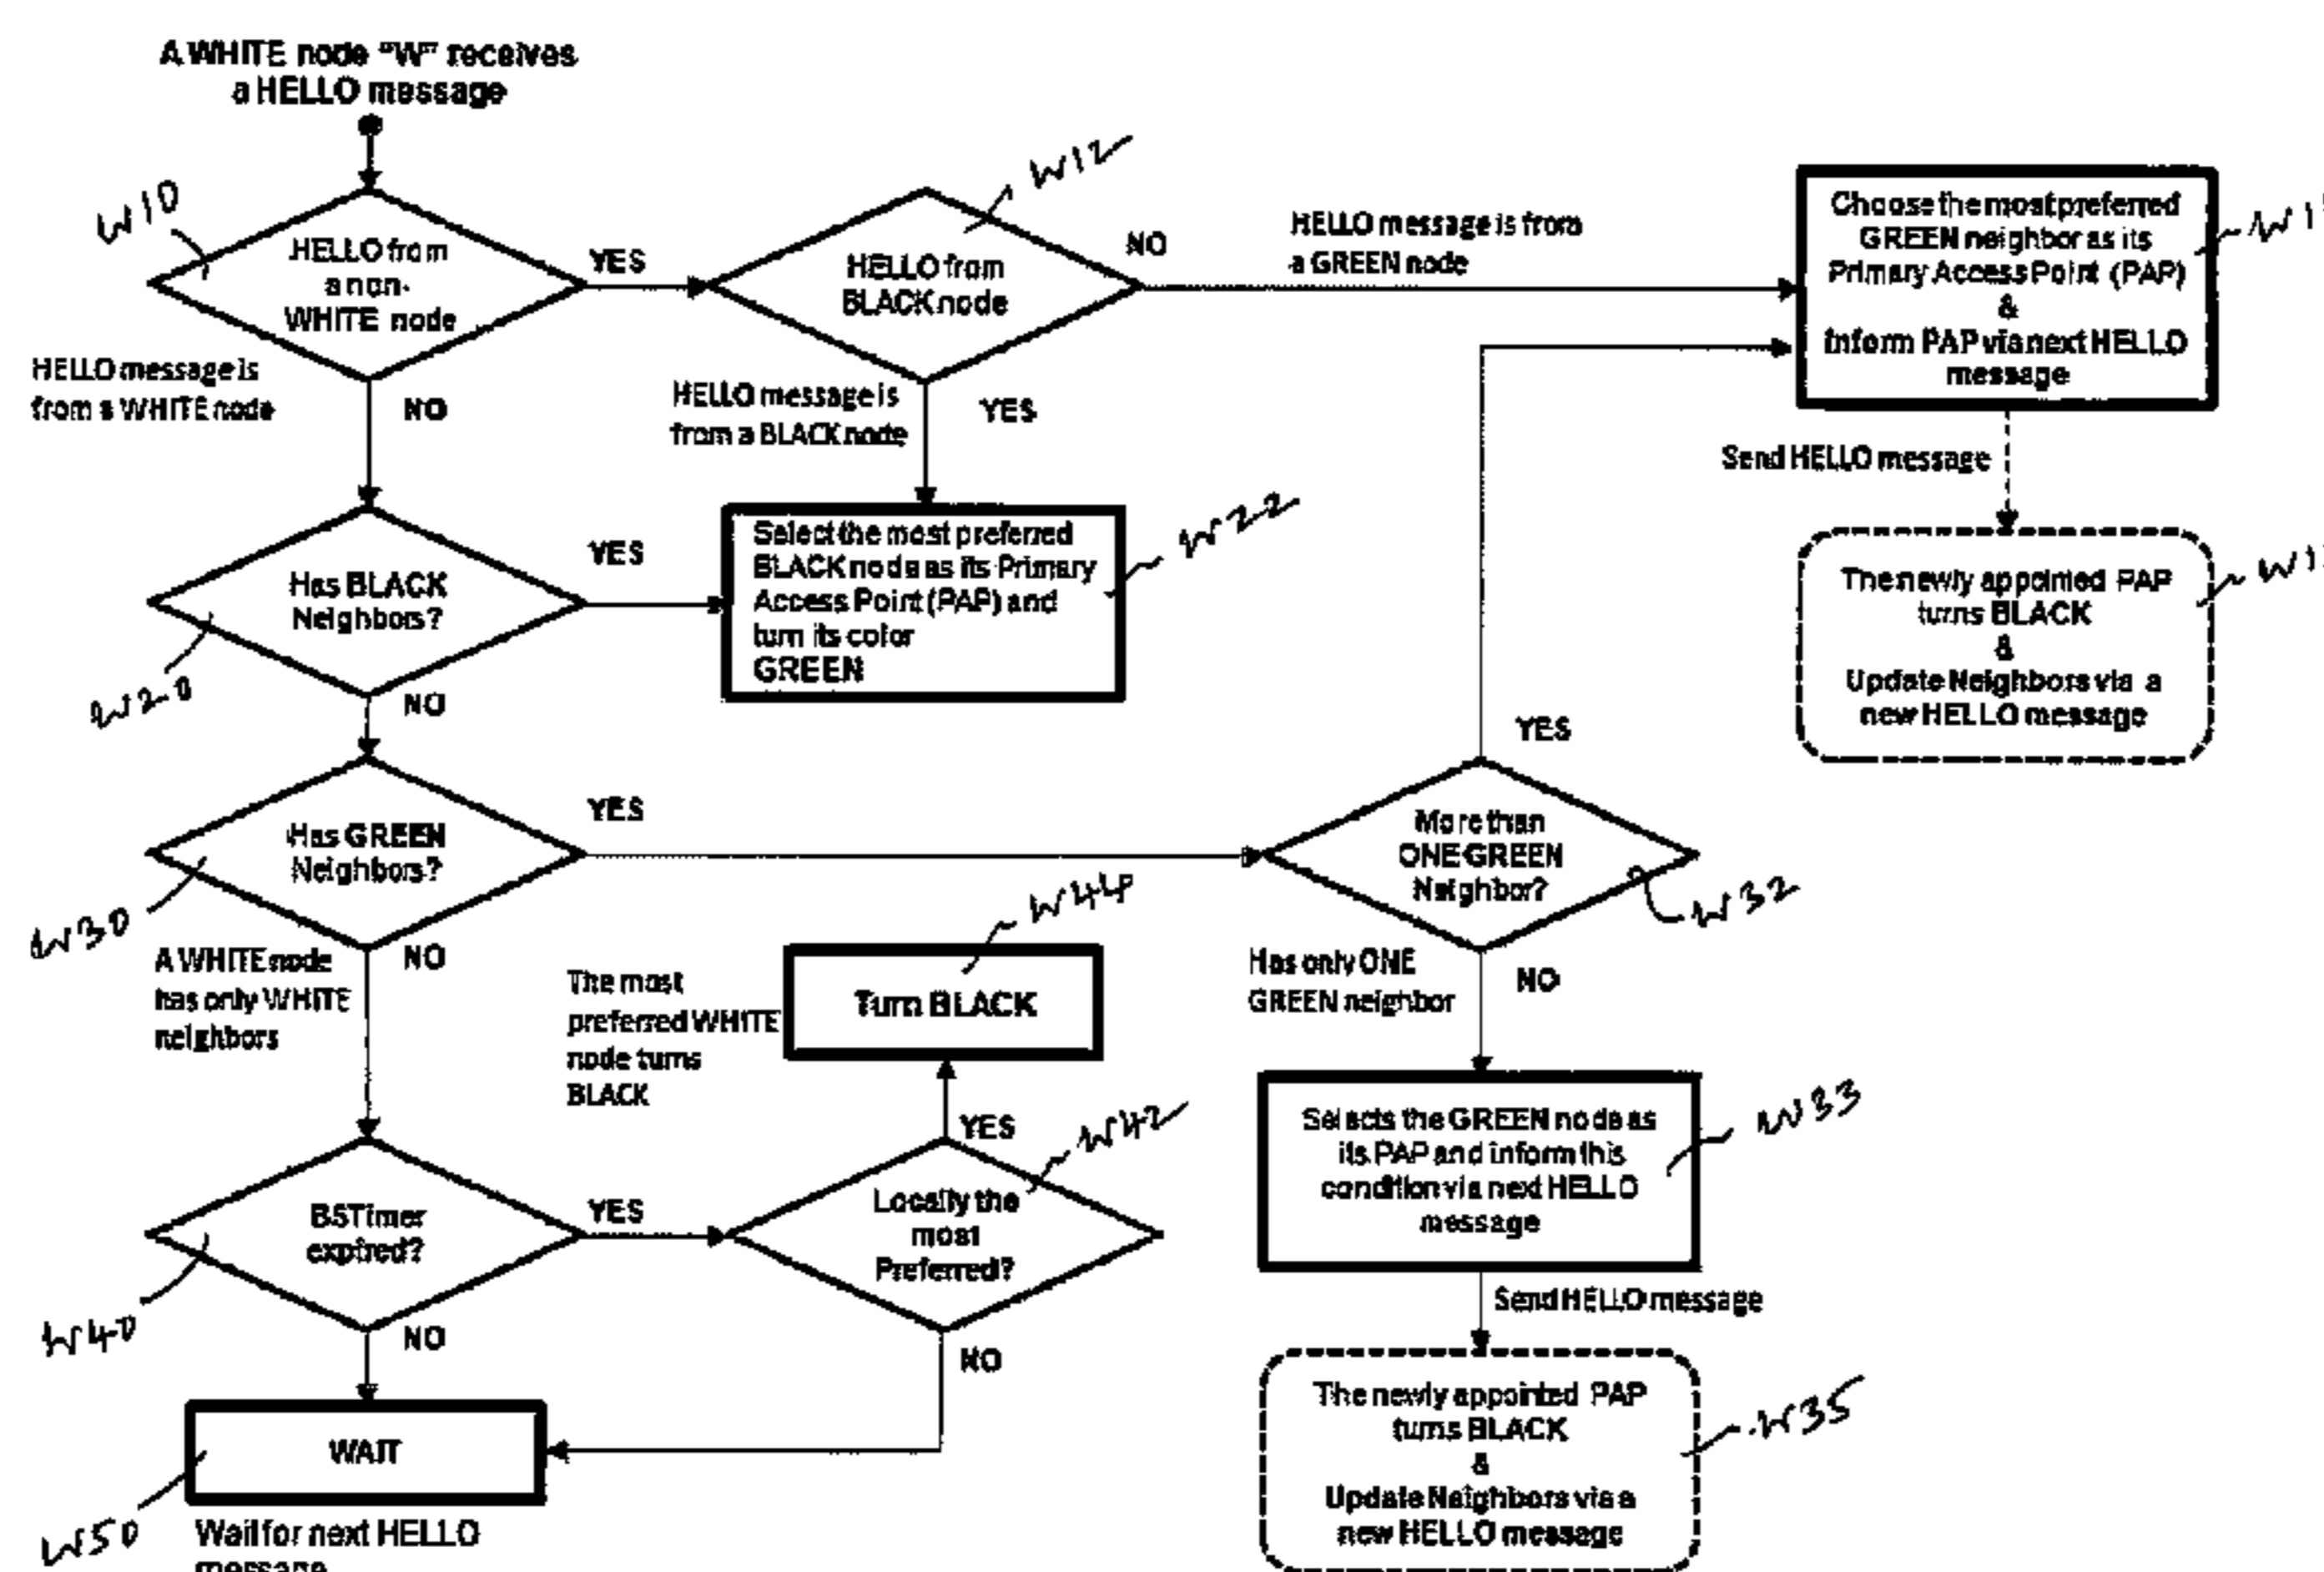 A WHITE node "W" receives
a HELLO message
W10
HELLO from
a non-
WHITE node
YES
HELLO message is
from a WHITE node
NO
W12
HELLO from
BLACK node
NO
HELLO message is from
a GREEN node
HELLO message is
from a BLACK node
YES
Choose the most preferred
GREEN neighbor as its
Primary Access Point (PAP)
&
Inform PAP via next HELLO
message
Send HELLO message
The newly appointed PAP
turns BLACK
&
Update Neighbors via a
new HELLO message
Has BLACK
Neighbors?
W20
YES
NO
Select the most preferred
BLACK node as its Primary
Access Point (PAP) and
turn its color
GREEN
W22
Has GREEN
Neighbors?
W30
YES
NO
A WHITE node
has only WHITE
neighbors
More than
ONE GREEN
Neighbor?
W32
YES
Has only ONE
GREEN neighbor
NO
The most
preferred WHITE
node turns
BLACK
Turn BLACK
W44
Selects the GREEN node as
its PAP and inform this
condition via next HELLO
message
W33
Send HELLO message
BSTimer
expired?
W40
YES
NO
Locally the
most
Preferred?
W42
YES
NO
WAIT
W50
Wait for next HELLO
message
The newly appointed PAP
turns BLACK
&
Update Neighbors via a
new HELLO message
W35